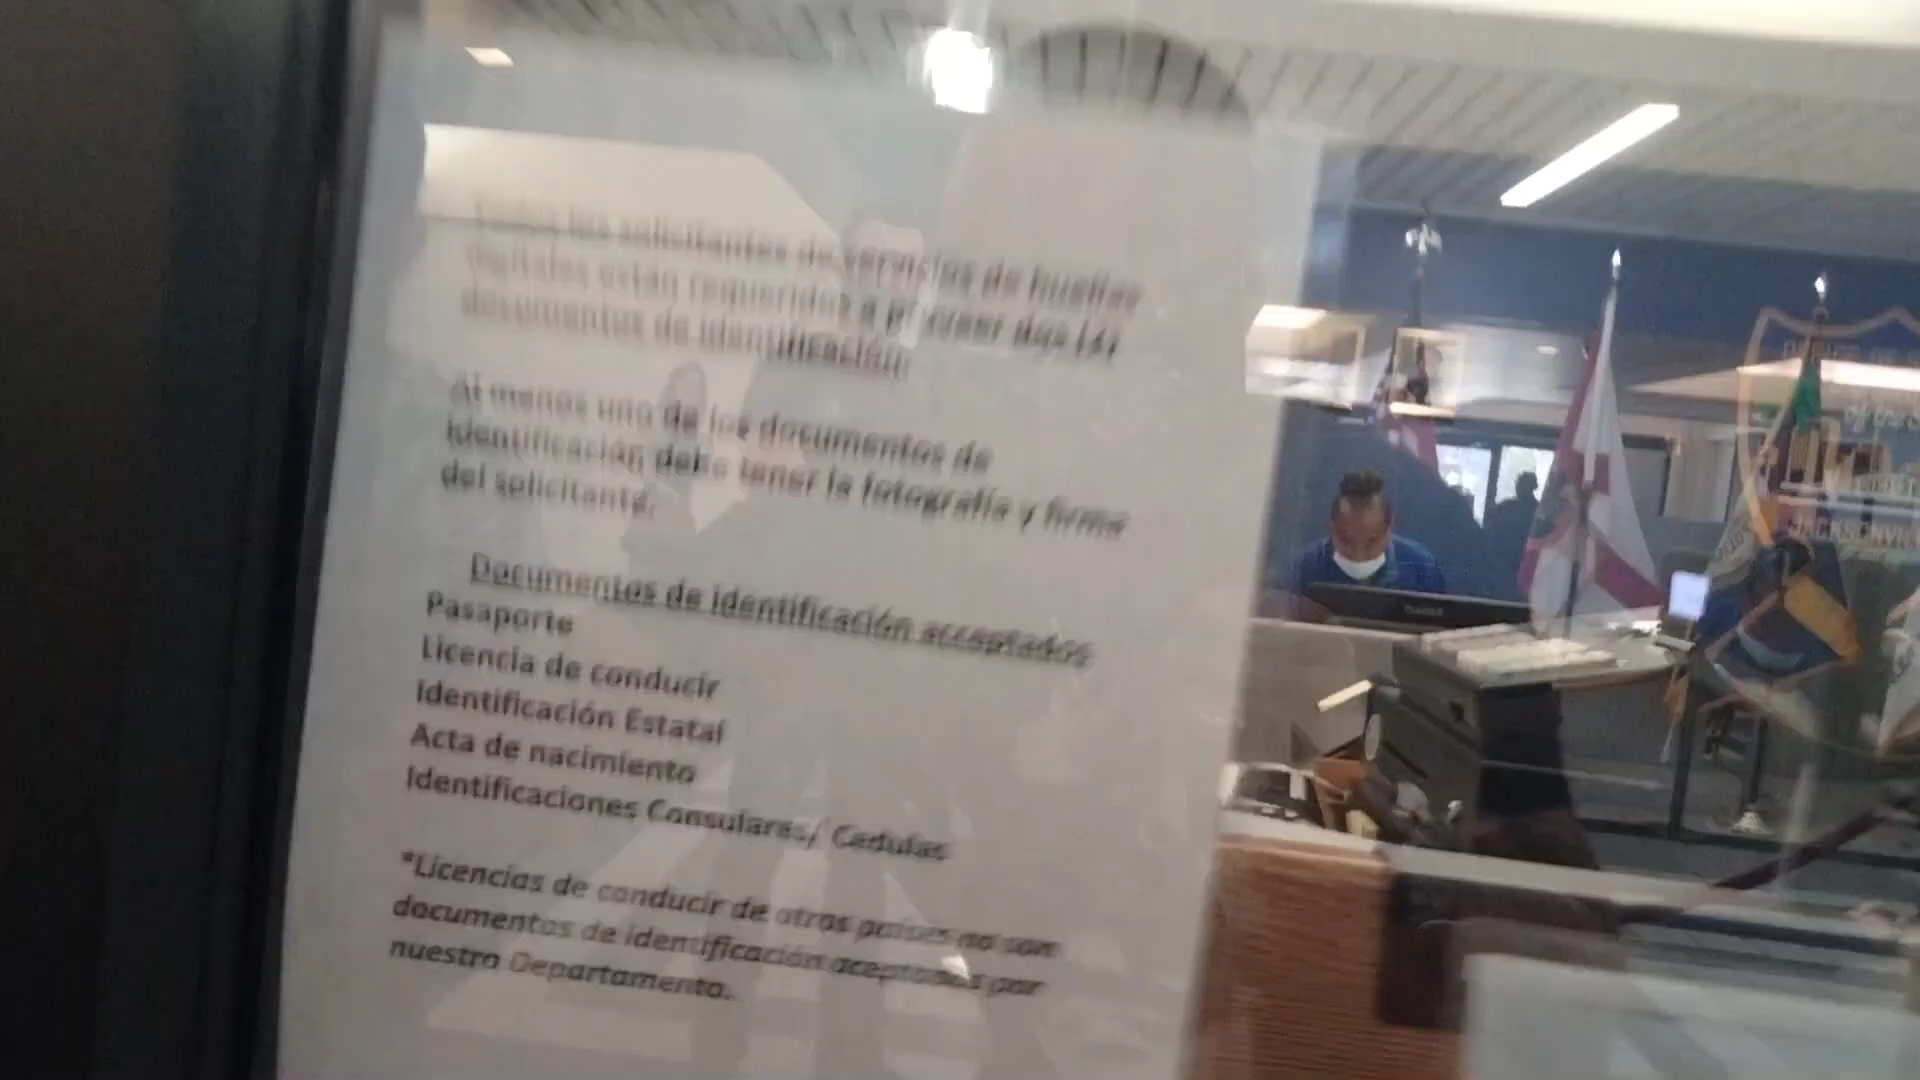 Todos los solicitantes de servicios de huellas
digitales están requeridos a proveer dos
documentos de identificación:
Al menos uno de los documentos de
identificación debe tener la fotografía y firma
del solicitante.
Documentos de identificación acceptados
Pasaporte
Licencia de conducir
Identificación Estatal
Acta de nacimiento
Identificaciones Consulares/ Cedulas
*Licencias de conducir de otros países no son
documentos de identificación aceptados por
nuestro Departamento.